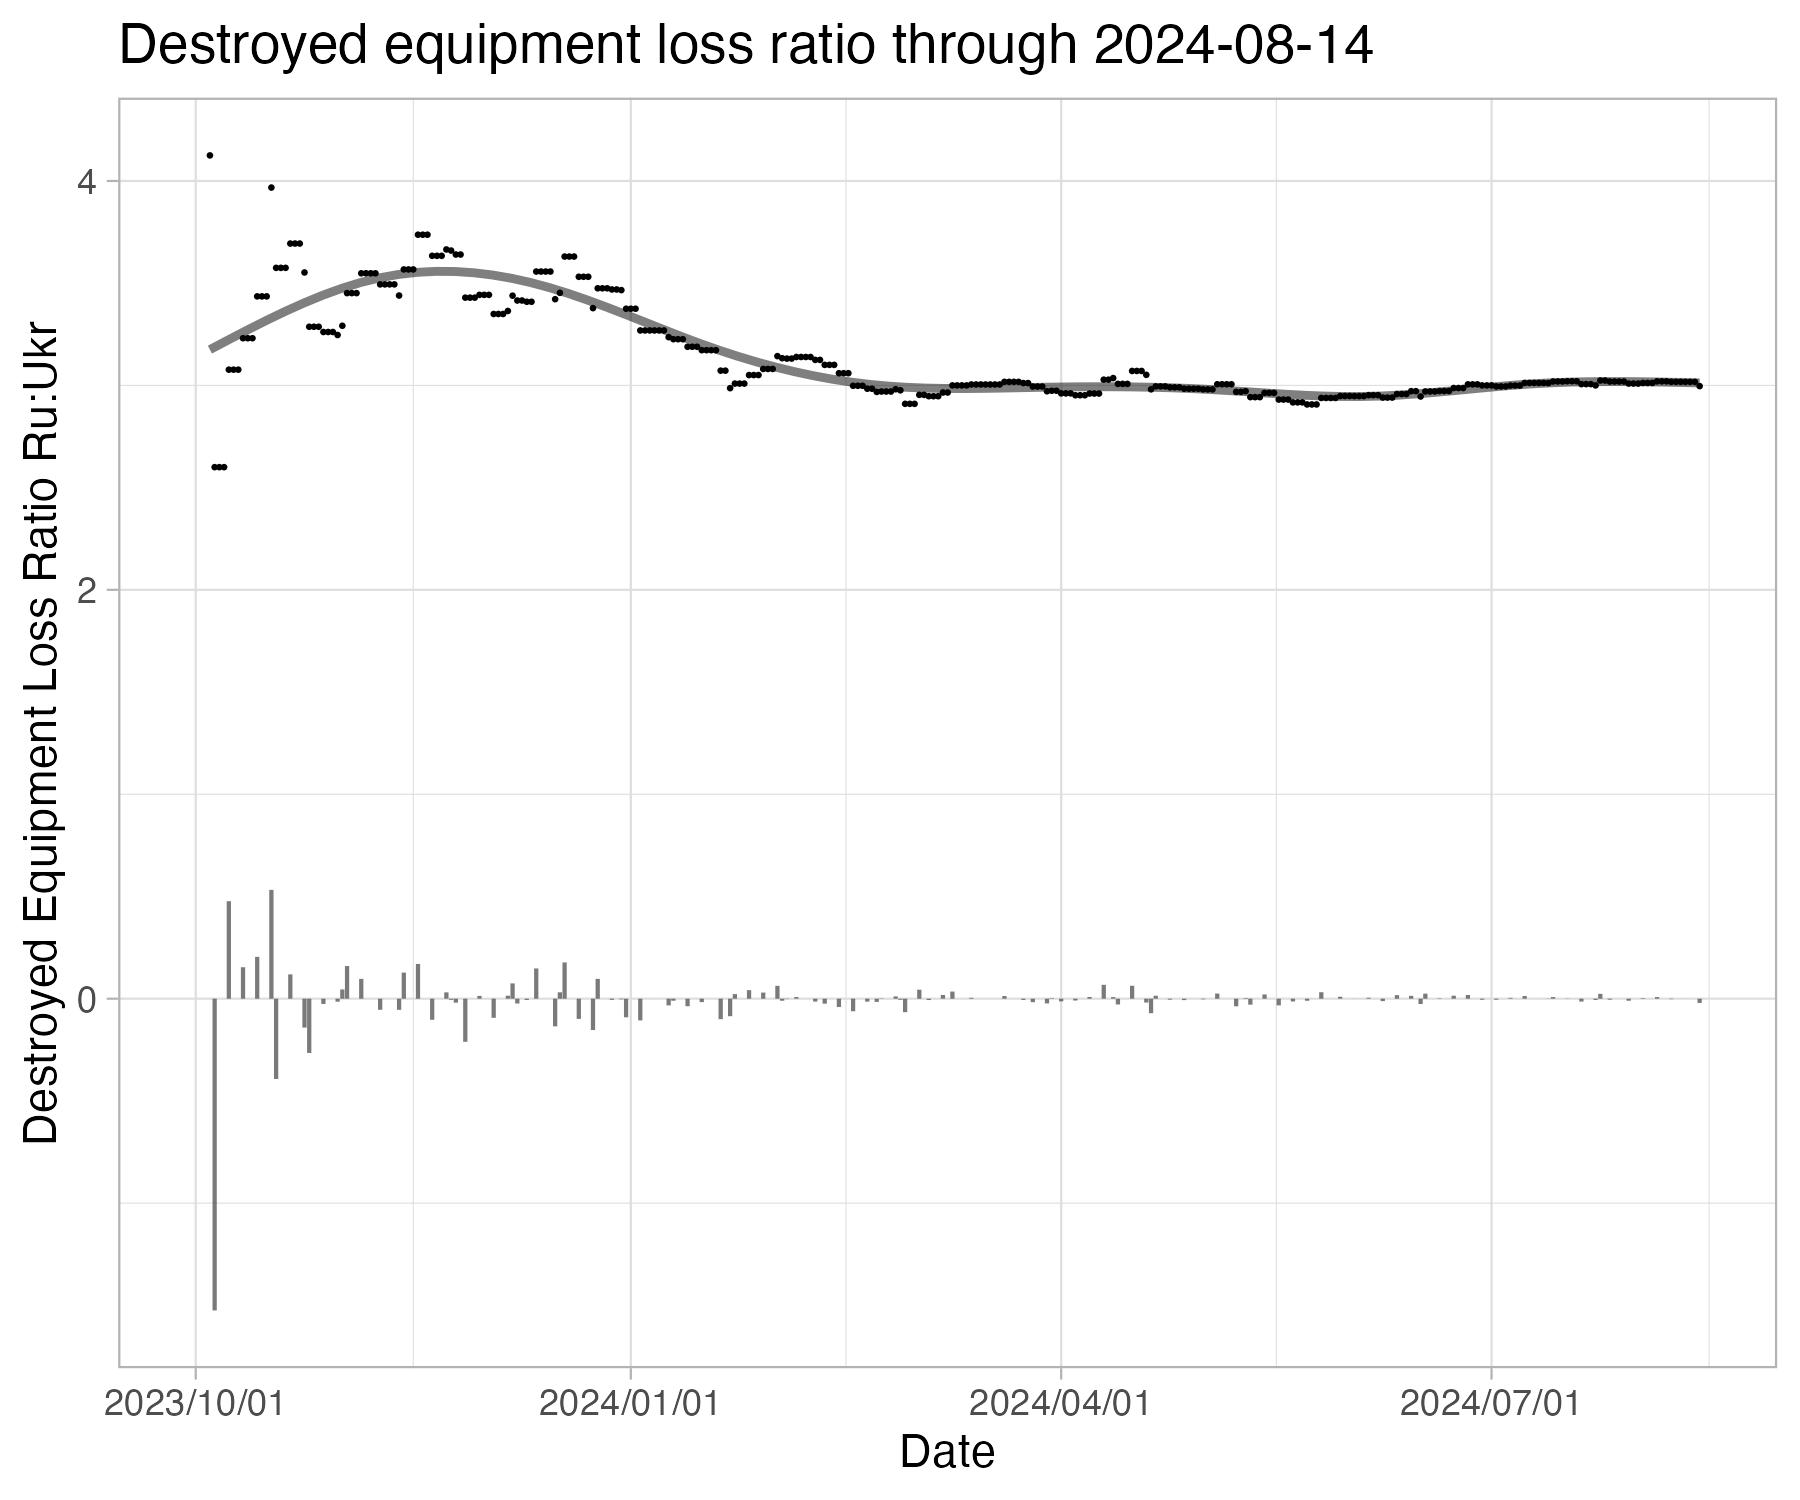 Destroyed equipment loss ratio through 2024-08-14
Destroyed Equipment Loss Ratio Ru:Ukr
4
2
0
2023/10/01
2024/01/01
2024/04/01
2024/07/01
Date